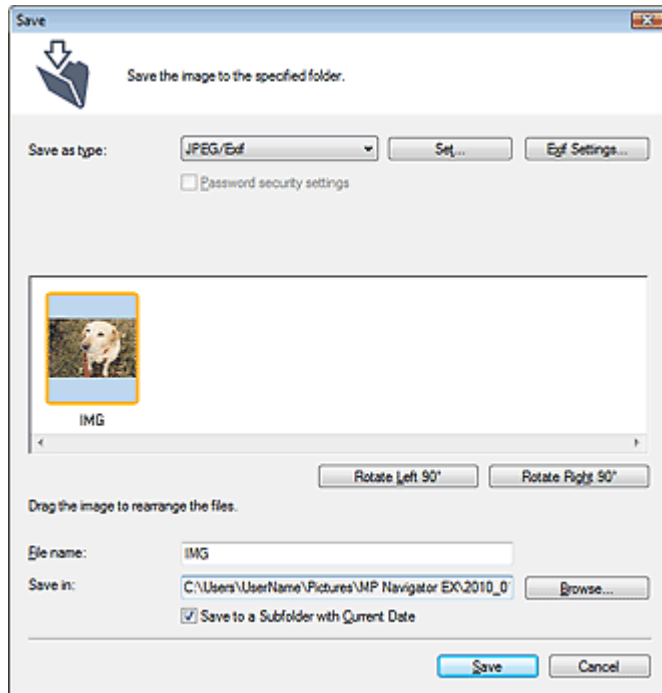 Save
Save the image to the specified folder.
Save as type: JPEG/Exif Set... Exif Settings...
Password security settings
IMG
Rotate Left 90° Rotate Right 90°
Drag the image to rearrange the files.
File name: IMG
Save in: C:\Users\UserName\Pictures\MP Navigator EX\2010_0 Browse...
Save to a Subfolder with Current Date
Save Cancel